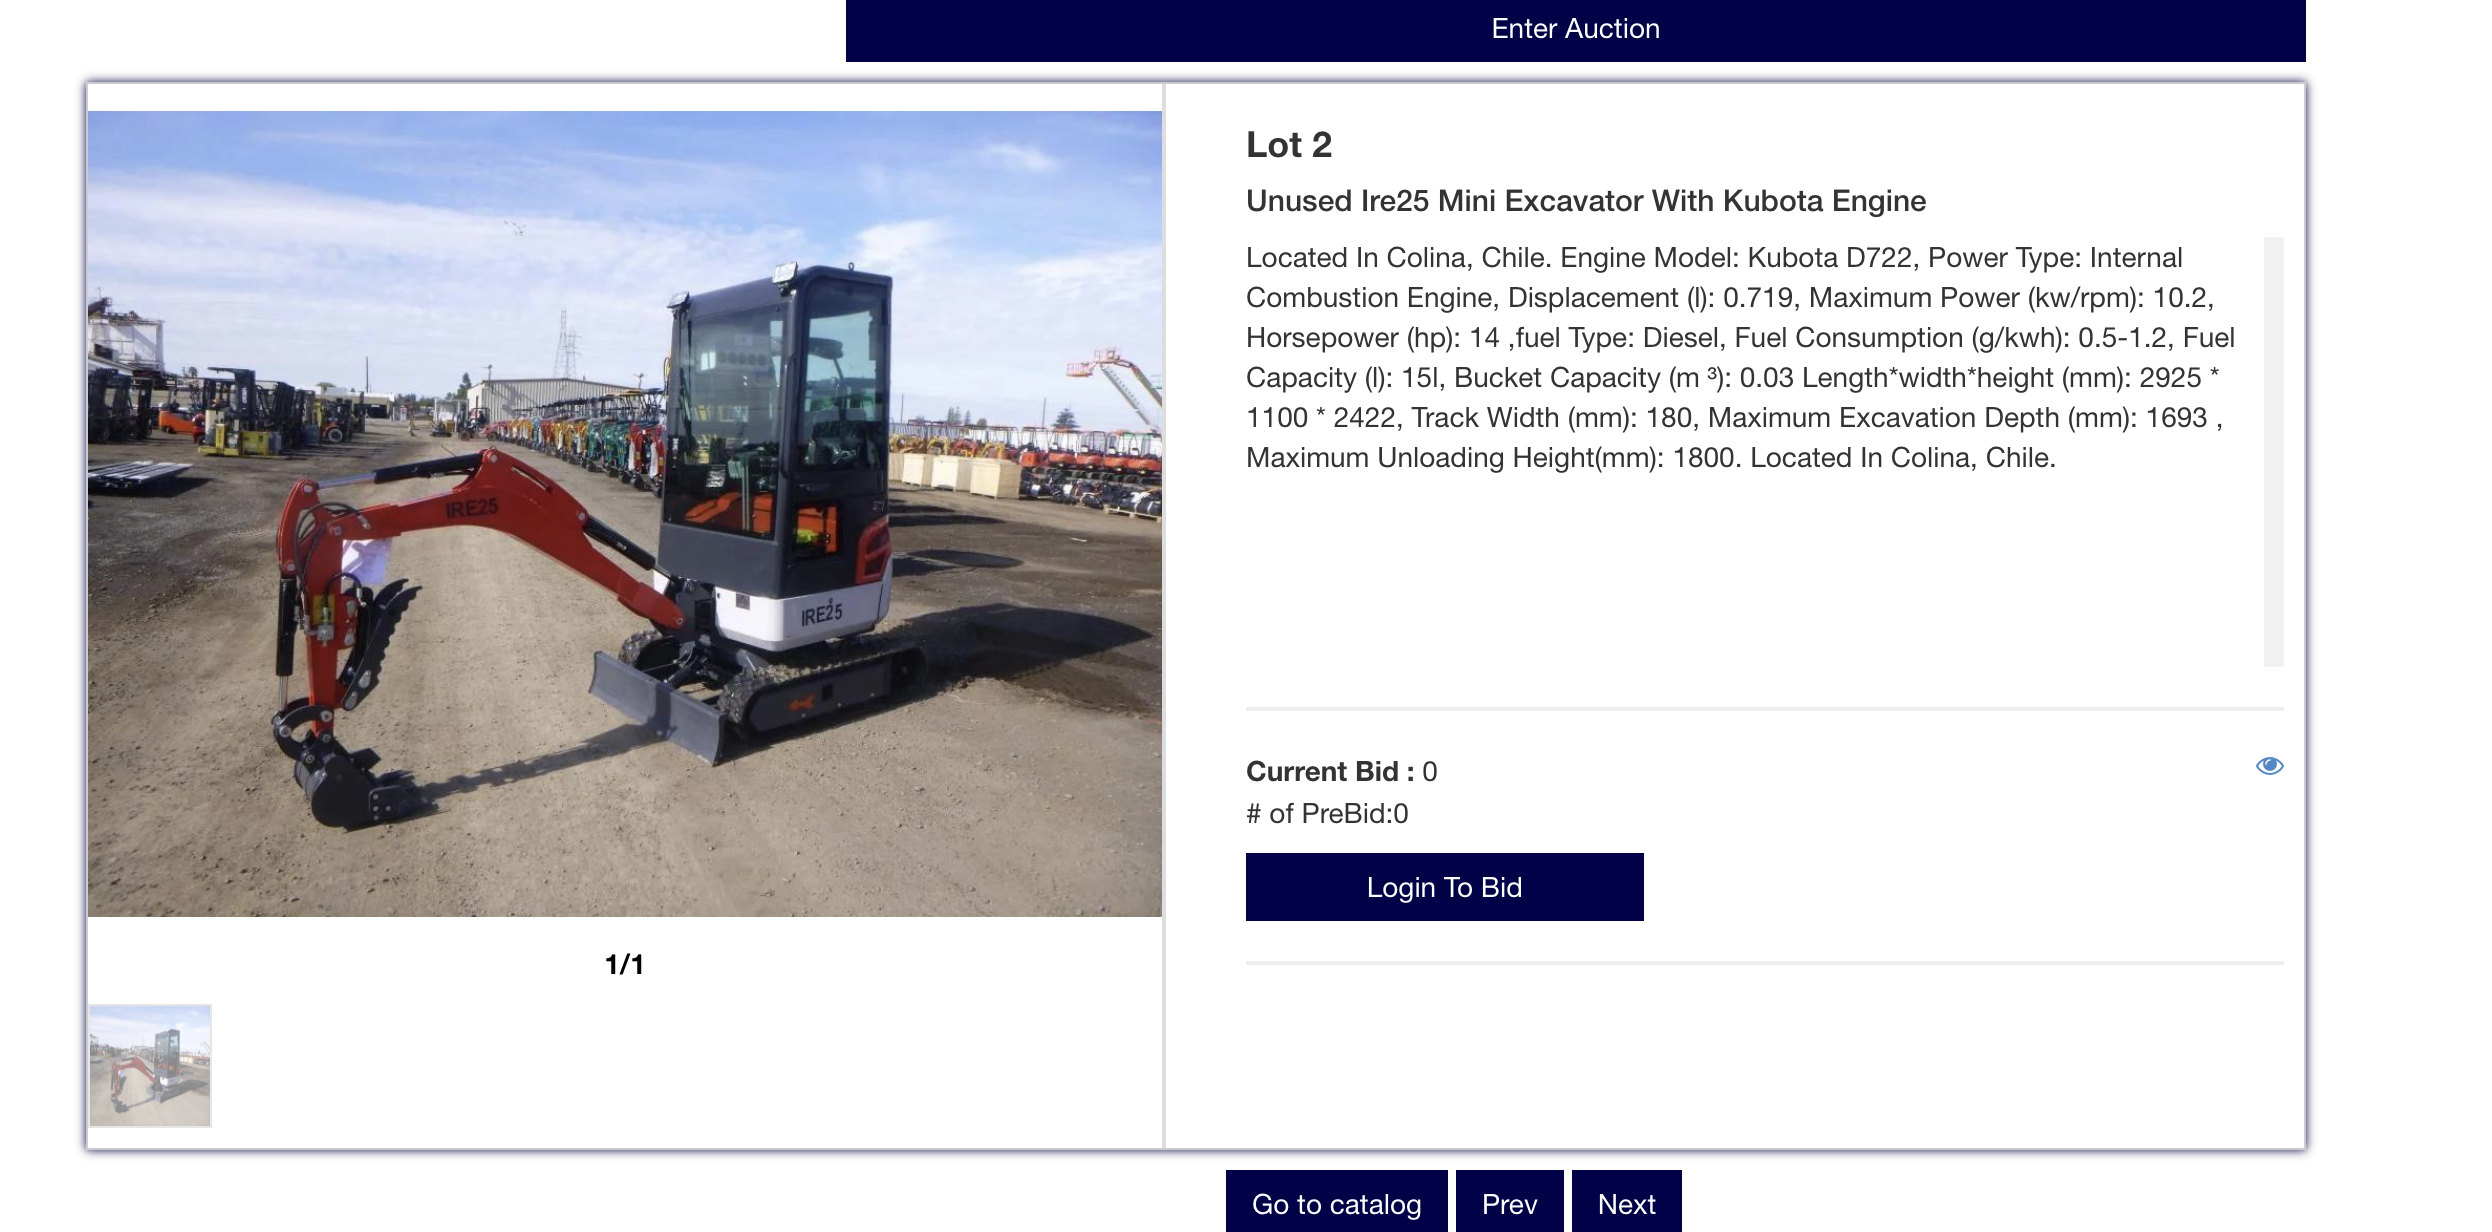 Enter Auction
Lot 2
Unused Ire25 Mini Excavator With Kubota Engine
Located In Colina, Chile. Engine Model: Kubota D722, Power Type: Internal
Combustion Engine, Displacement (l): 0.719, Maximum Power (kw/rpm): 10.2,
Horsepower (hp): 14 ,fuel Type: Diesel, Fuel Consumption (g/kwh): 0.5-1.2, Fuel
Capacity (l): 15l, Bucket Capacity (m ³): 0.03 Length*width*height (mm): 2925 *
1100 * 2422, Track Width (mm): 180, Maximum Excavation Depth (mm): 1693 ,
Maximum Unloading Height(mm): 1800. Located In Colina, Chile.
IRE25
IRE25
Current Bid : 0
# of PreBid:0
Login To Bid
1/1
Go to catalog
Prev
Next